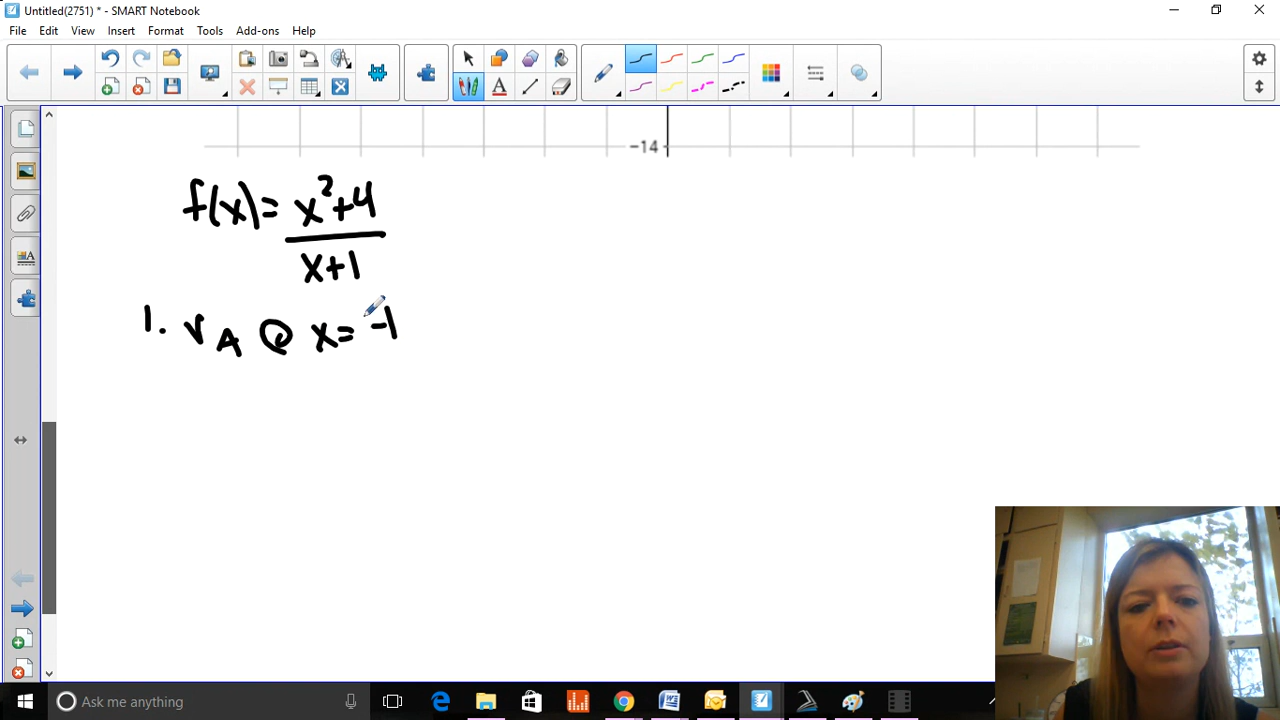 Untitled(2751) * - SMART Notebook
File Edit View Insert Format Tools Add-ons Help
-14
f(x)= x²+4
x+1
1. VA @ x= -1
Ask me anything